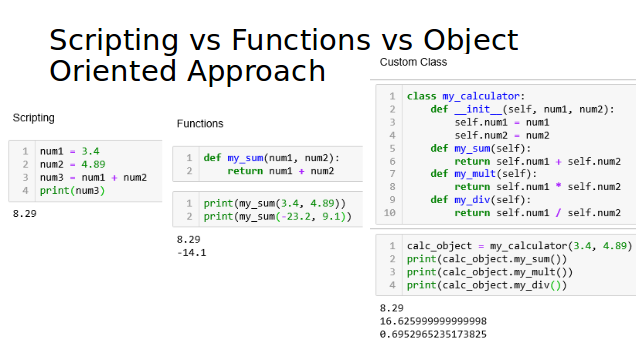 Scripting vs Functions vs Object
Oriented Approach
Scripting
1 num1 = 3.4
2 num2 = 4.89
3 num3 = num1 + num2
4 print(num3)
8.29
Functions
1 def my_sum(num1, num2):
2     return num1 + num2
1 print(my_sum(3.4, 4.89))
2 print(my_sum(-23.2, 9.1))
8.29
-14.1
Custom Class
1 class my_calculator:
2     def __init__(self, num1, num2):
3         self.num1 = num1
4         self.num2 = num2
5     def my_sum(self):
6         return self.num1 + self.num2
7     def my_mult(self):
8         return self.num1 * self.num2
9     def my_div(self):
10         return self.num1 / self.num2
1 calc_object = my_calculator(3.4, 4.89)
2 print(calc_object.my_sum())
3 print(calc_object.my_mult())
4 print(calc_object.my_div())
8.29
16.625999999999998
0.6952965235173825